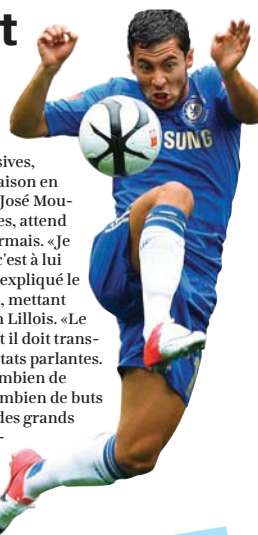 t
sives,
aison en
José Mou-
es, attend
rmais. «Je
c'est à lui
expliqué le
, mettant
n Lillois. «Le
t il doit trans-
tats parlantes.
mbien de
mbien de buts
des grands
-
SUNG